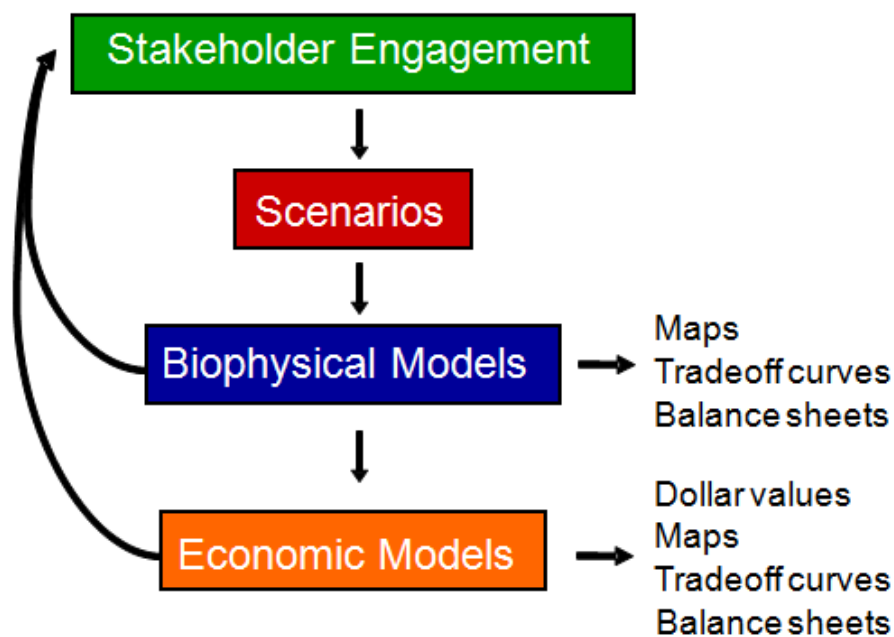 Stakeholder Engagement
Scenarios
Biophysical Models
Maps
Tradeoff curves
Balance sheets
Economic Models
Dollar values
Maps
Tradeoff curves
Balance sheets